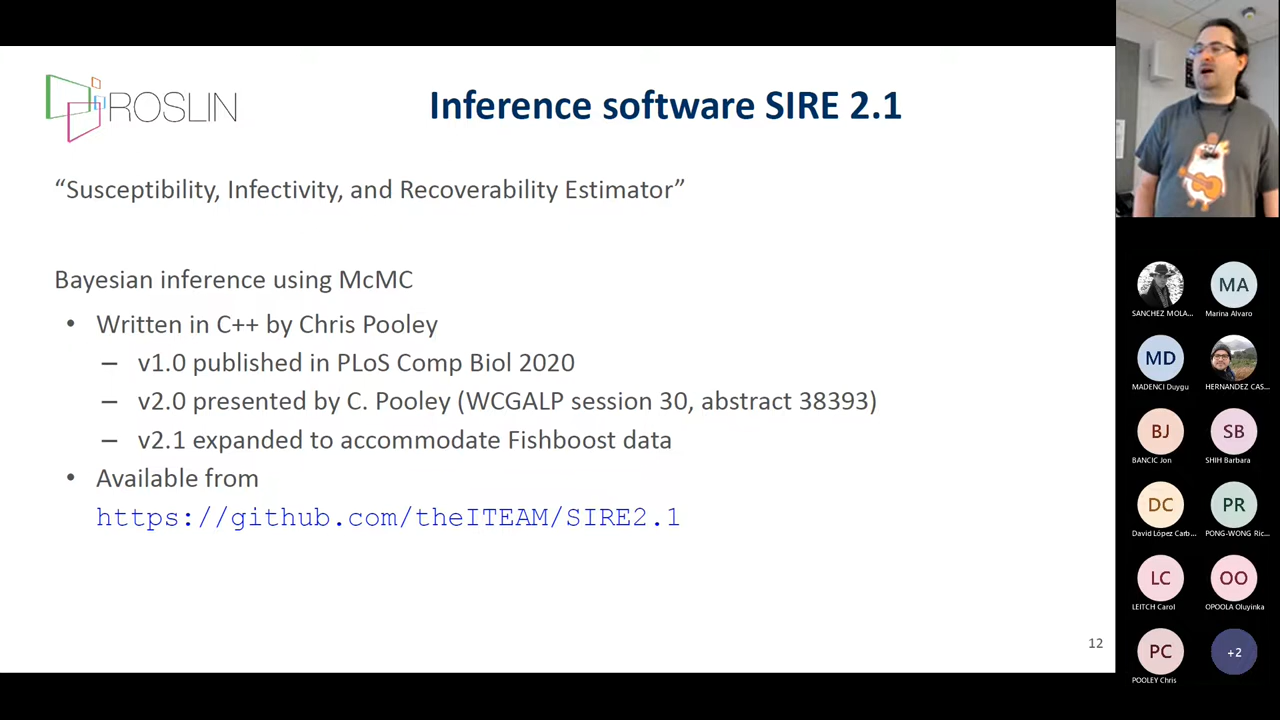 ROSLIN
Inference software SIRE 2.1
“Susceptibility, Infectivity, and Recoverability Estimator”
Bayesian inference using McMC
• Written in C++ by Chris Pooley
– v1.0 published in PLoS Comp Biol 2020
– v2.0 presented by C. Pooley (WCGALP session 30, abstract 38393)
– v2.1 expanded to accommodate Fishboost data
• Available from
https://github.com/theITEAM/SIRE2.1
12
SANCHEZ MOLA...
MA
Marina Alvaro
MD
MADENCI Duygu
HERNANDEZ CAS...
BJ
BANCIC Jon
SB
SHIH Barbara
DC
David López Carb...
PR
PONG-WONG Ric...
LC
LEITCH Carol
OO
OPOOLA Oluyinka
PC
POOLEY Chris
+2